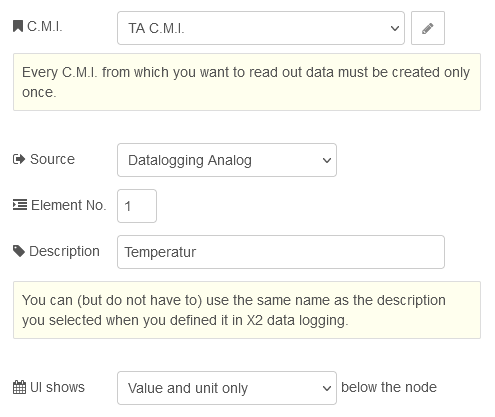 C.M.I. TA C.M.I.
Every C.M.I. from which you want to read out data must be created only
once.
Source Datalogging Analog
Element No. 1
Description Temperatur
You can (but do not have to) use the same name as the description
you selected when you defined it in X2 data logging.
UI shows Value and unit only below the node